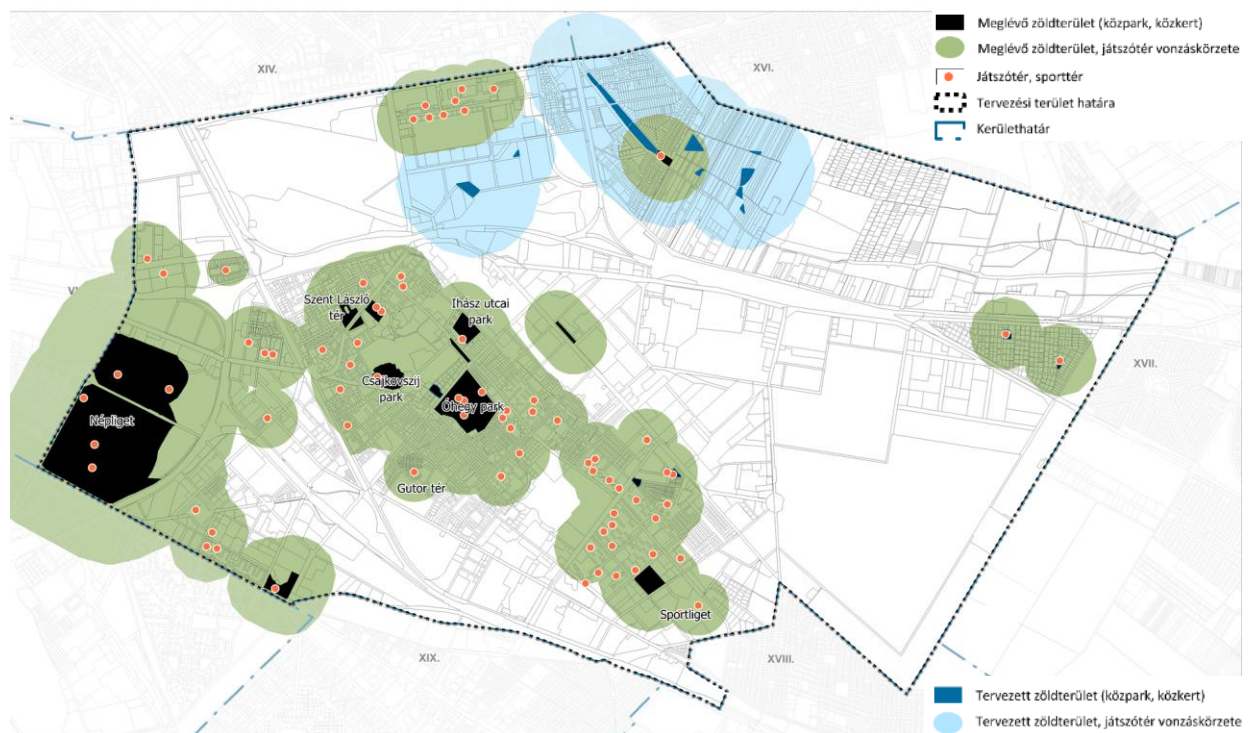 Meglévő zöldterület (közpark, közkert)
Meglévő zöldterület, játszótér vonzáskörzete
Játszótér, sporttér
Tervezési terület határa
Kerülethatár
XIV.
XVI.
Szent László
tér
Ihász utcai
park
XVII.
Csajkovszij
park
Óhegy park
Népliget
Gutor tér
Sportliget
XIX.
XVIII.
Tervezett zöldterület (közpark, közkert)
Tervezett zöldterület, játszótér vonzáskörzete